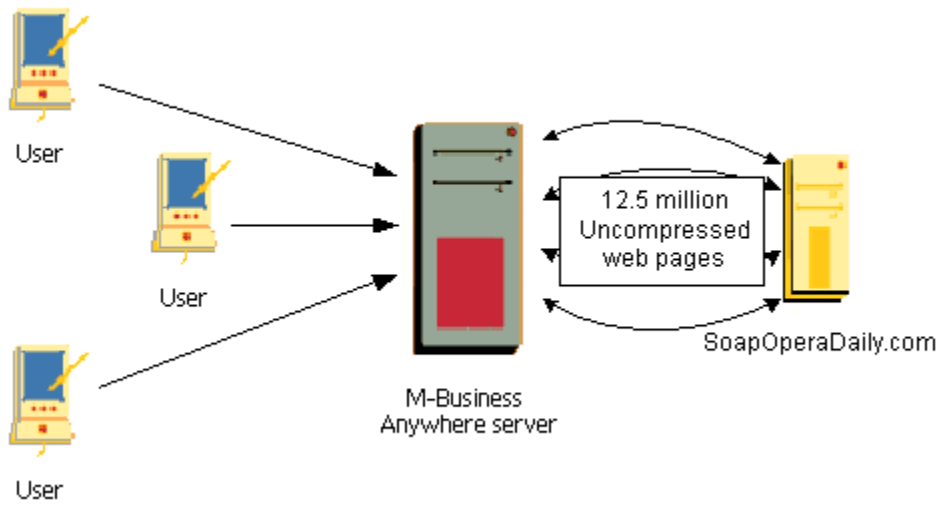 User
User
12.5 million
Uncompressed
web pages
SoapOperaDaily.com
M-Business
Anywhere server
User